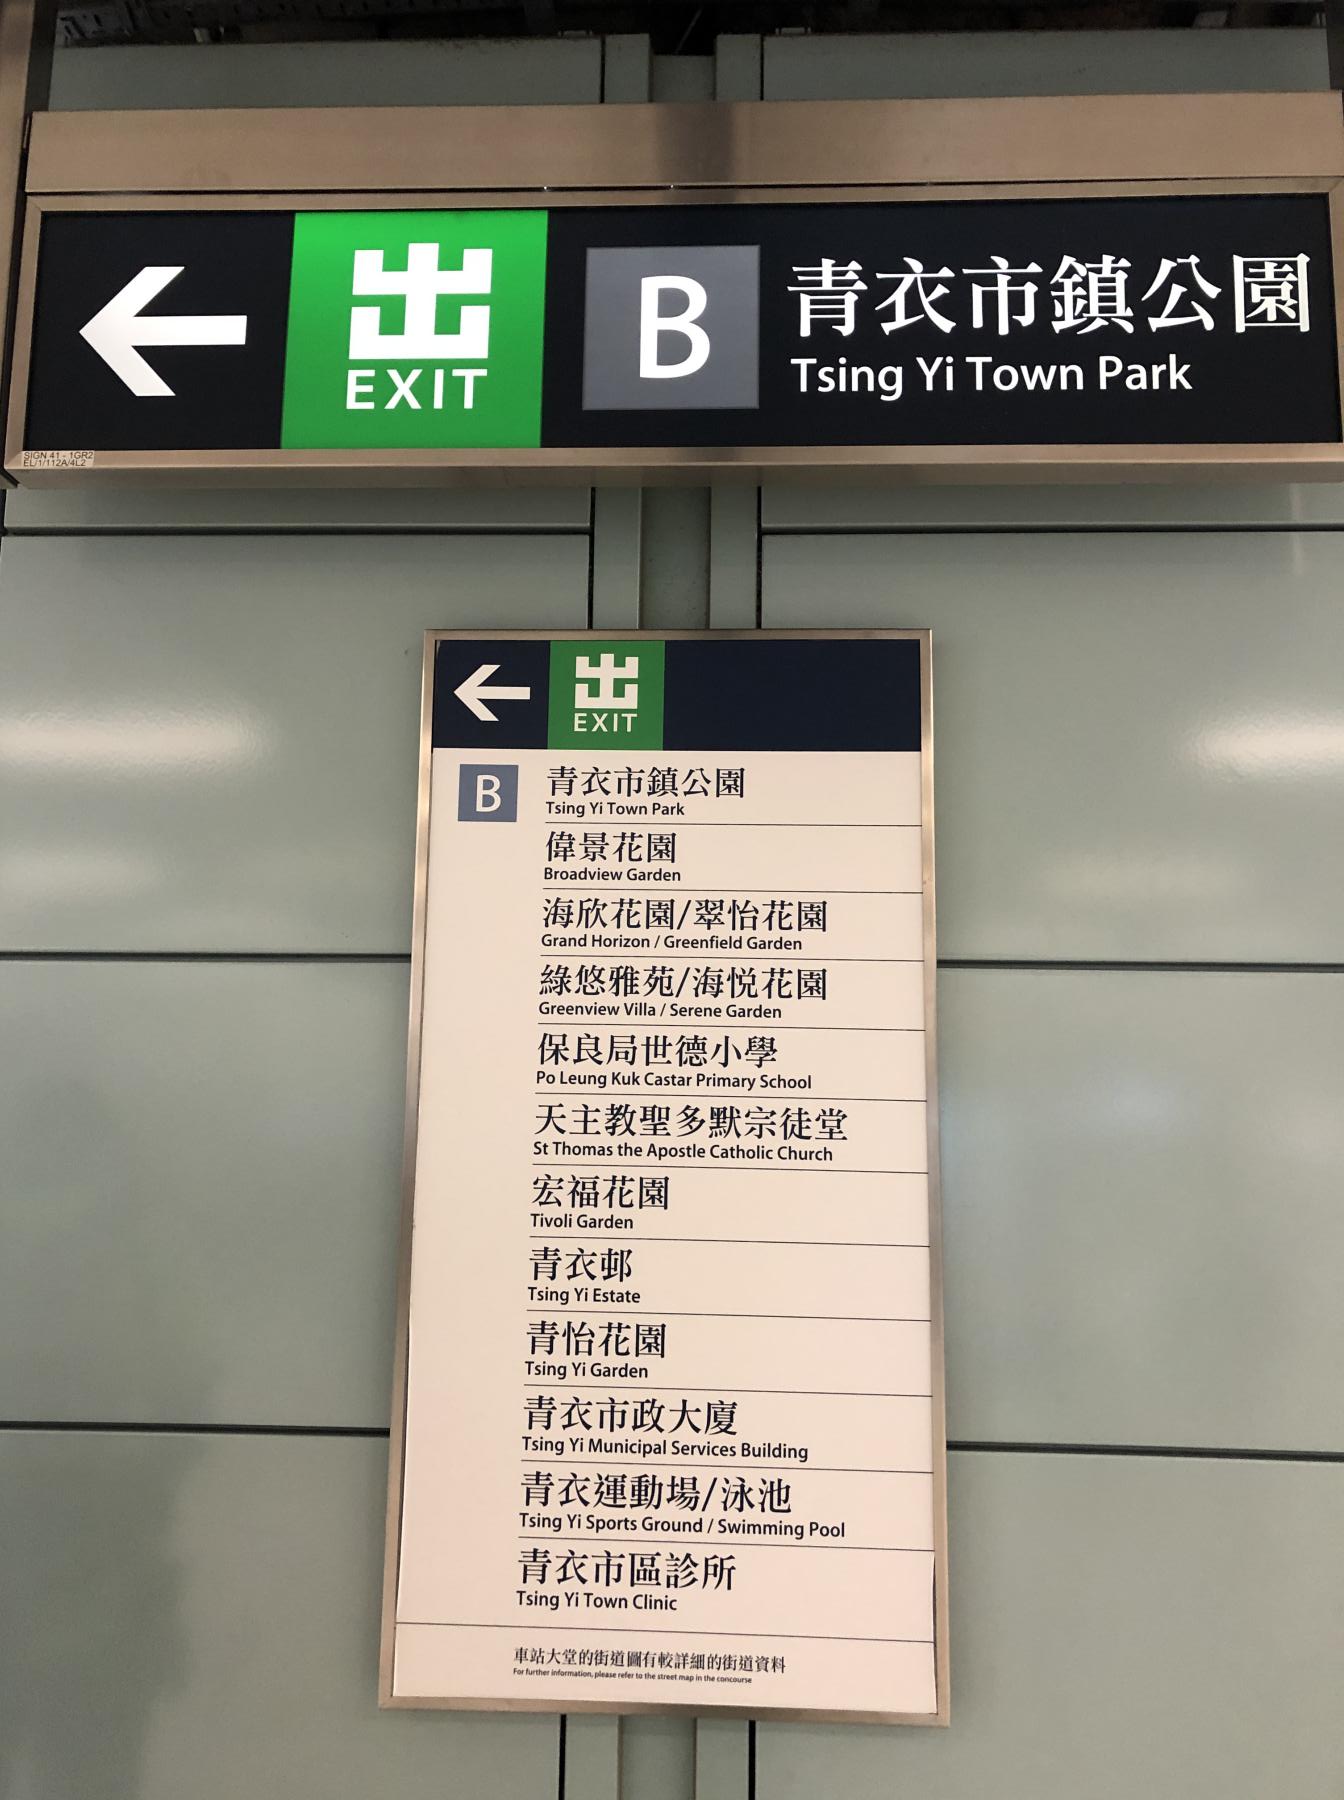 出
EXIT
B
青衣市鎮公園
Tsing Yi Town Park
SIGN 41 - 1GR2
EL/1/112A/4L2
出
EXIT
B
青衣市鎮公園
Tsing Yi Town Park
偉景花園
Broadview Garden
海欣花園/翠怡花園
Grand Horizon / Greenfield Garden
綠悠雅苑/海悦花園
Greenview Villa / Serene Garden
保良局世德小學
Po Leung Kuk Castar Primary School
天主教聖多默宗徒堂
St Thomas the Apostle Catholic Church
宏福花園
Tivoli Garden
青衣邨
Tsing Yi Estate
青怡花園
Tsing Yi Garden
青衣市政大廈
Tsing Yi Municipal Services Building
青衣運動場/泳池
Tsing Yi Sports Ground / Swimming Pool
青衣市區診所
Tsing Yi Town Clinic
車站大堂的街道圖有較詳細的街道資料
For further information, please refer to the street map in the concourse